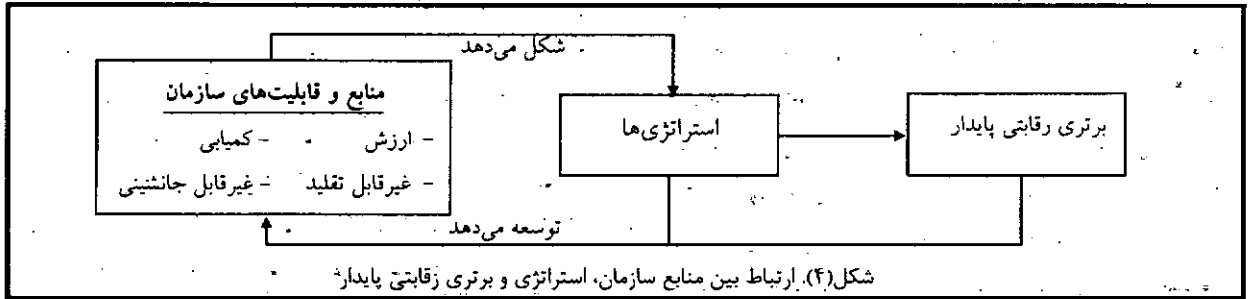 شکل می‌دهد
منابع و قابلیت‌های سازمان
- ارزش - کمیابی
- غیرقابل تقلید - غیرقابل جانشینی
استراتژی‌ها
برتری رقابتی پایدار
توسعه می‌دهد
شکل(۴). ارتباط بین منابع سازمان، استراتژی و برتری رقابتی پایدار